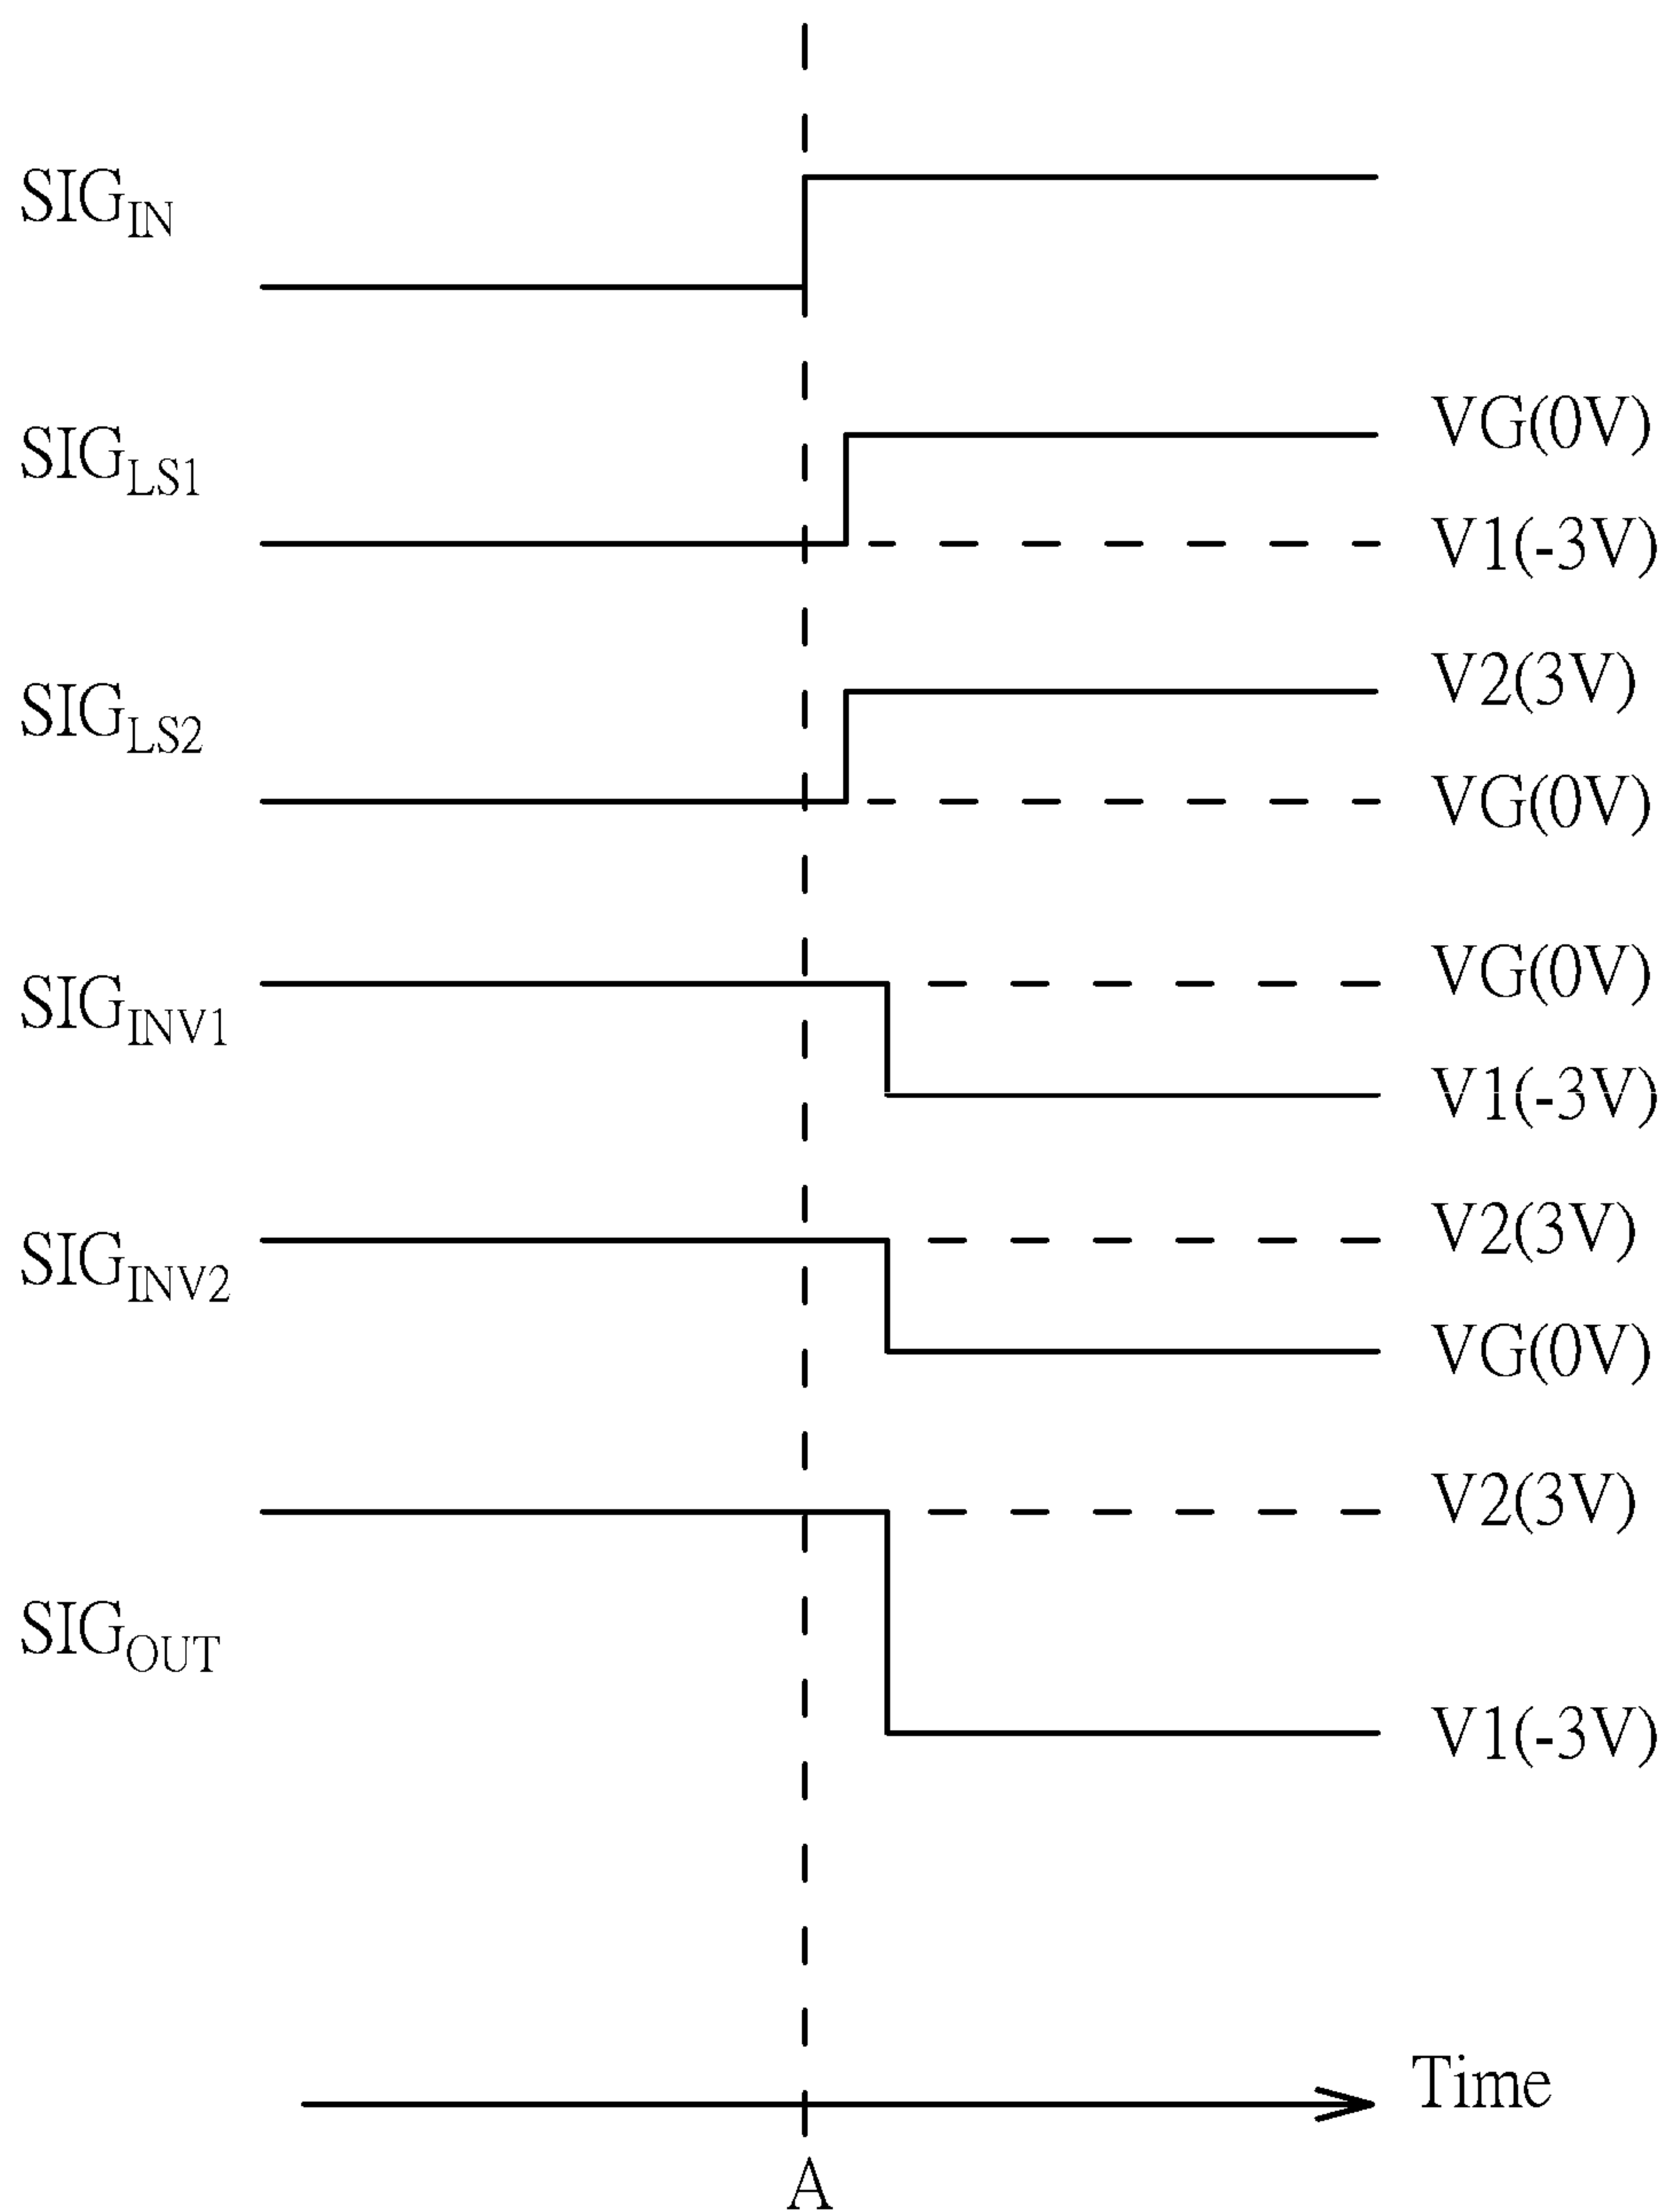 SIG_IN
VG(0V)
SIG_LS1
V1(-3V)
V2(3V)
SIG_LS2
VG(0V)
VG(0V)
SIG_INV1
V1(-3V)
V2(3V)
SIG_INV2
VG(0V)
V2(3V)
SIG_OUT
V1(-3V)
Time
A